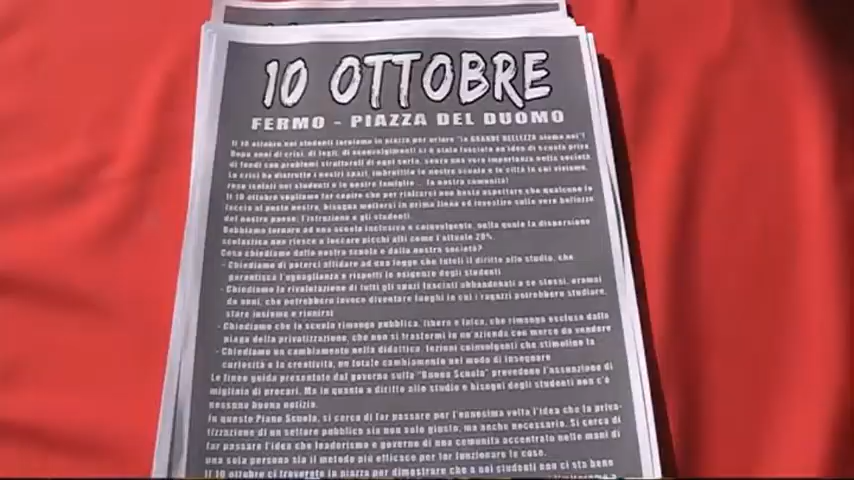 10 OTTOBRE
FERMO - PIAZZA DEL DUOMO
Il 10 ottobre noi studenti torniamo in piazza per urlare "la GRANDE BELLEZZA siamo noi"!
Dopo anni di crisi, di tagli, di sconvolgimenti si è stata lasciata un'idea di scuola priva
di fondi con problemi strutturali di ogni sorta, senza una vera importanza nella società
La crisi ha distrutto i nostri spazi, imbruttito le nostre scuole e le città in cui viviamo,
reso isolati noi studenti e le nostre famiglie ... la nostra comunità!
Il 10 ottobre vogliamo far capire che per rialzarci non basta aspettare che qualcuno lo
faccia al posto nostro, bisogna mettersi in prima linea ed investire sulla vera bellezza
del nostro paese: l'istruzione e gli studenti.
Dobbiamo tornare ad una scuola inclusiva e coinvolgente, nella quale la dispersione
scolastica non riesce a toccare picchi alti come l'attuale 20%.
Cosa chiediamo dalla nostra scuola e dalla nostra società?
- Chiediamo di poterci affidare ad una legge che tuteli il diritto allo studio, che
garantisca l'uguaglianza e rispetti le esigenze degli studenti
- Chiediamo la rivalutazione di tutti gli spazi lasciati abbandonati a se stessi, oramai
da anni, che potrebbero invece diventare luoghi in cui i ragazzi potrebbero studiare,
stare insieme e riunirsi
- Chiediamo che la scuola rimanga pubblica, libera e laica, che rimanga esclusa dalla
piaga della privatizzazione, che non si trasformi in un'azienda con merce da vendere
- Chiediamo un cambiamento nella didattica, lezioni coinvolgenti che stimolino la
curiosità e la creatività, un totale cambiamento nel modo di insegnare
Le linee guida presentate dal governo sulla "Buona Scuola" prevedono l'assunzione di
migliaia di precari. Ma in quanto a diritto allo studio e bisogni degli studenti non c'è
nessuna buona notizia.
In questo Piano Scuola, si cerca di far passare per l'ennesima volta l'idea che la priva-
tizzazione di un settore pubblico sia non solo giusto, ma anche necessario. Si cerca di
far passare l'idea che leaderismo e governo di una comunità accentrato nelle mani di
una sola persona sia il metodo più efficace per far funzionare le cose.
Il 10 ottobre ci troverete in piazza per dimostrare che a noi studenti non ci sta bene